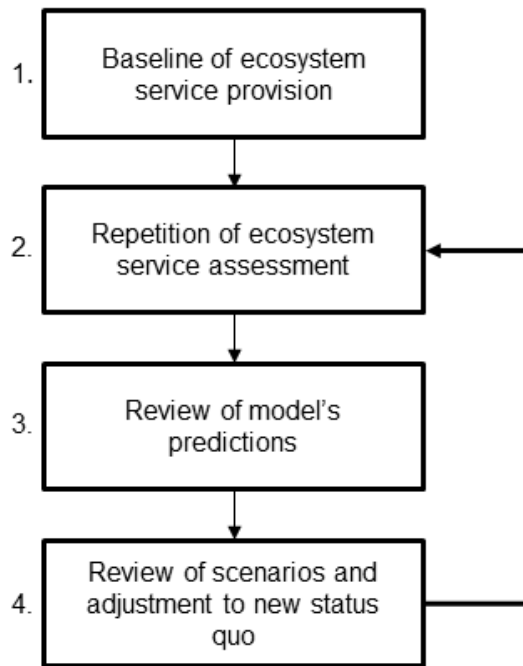 1.
Baseline of ecosystem
service provision
2.
Repetition of ecosystem
service assessment
3.
Review of model's
predictions
4.
Review of scenarios and
adjustment to new status
quo